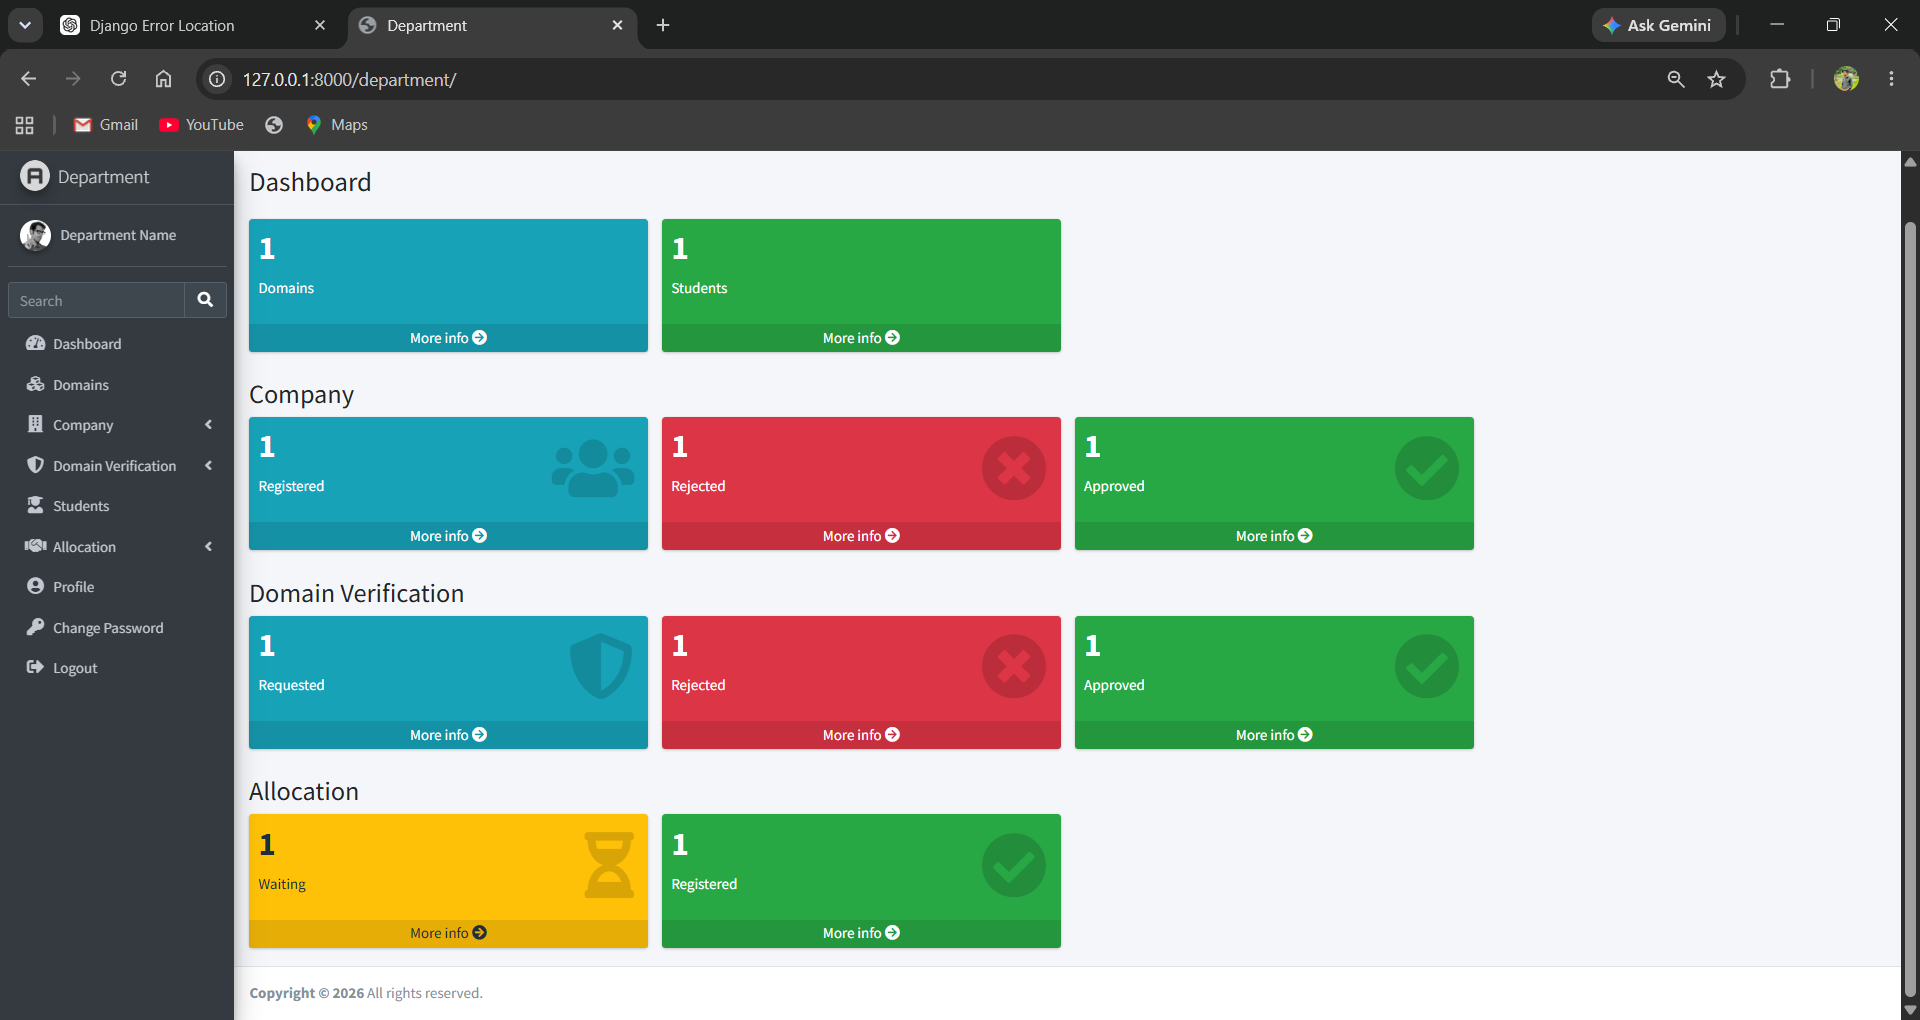 Django Error Location
Department
Ask Gemini
127.0.0.1:8000/department/
Gmail
YouTube
Maps
Department
Department Name
Search
Dashboard
Domains
Company
Domain Verification
Students
Allocation
Profile
Change Password
Logout
Dashboard
1
Domains
More info
1
Students
More info
Company
1
Registered
More info
1
Rejected
More info
1
Approved
More info
Domain Verification
1
Requested
More info
1
Rejected
More info
1
Approved
More info
Allocation
1
Waiting
More info
1
Registered
More info
Copyright © 2026 All rights reserved.